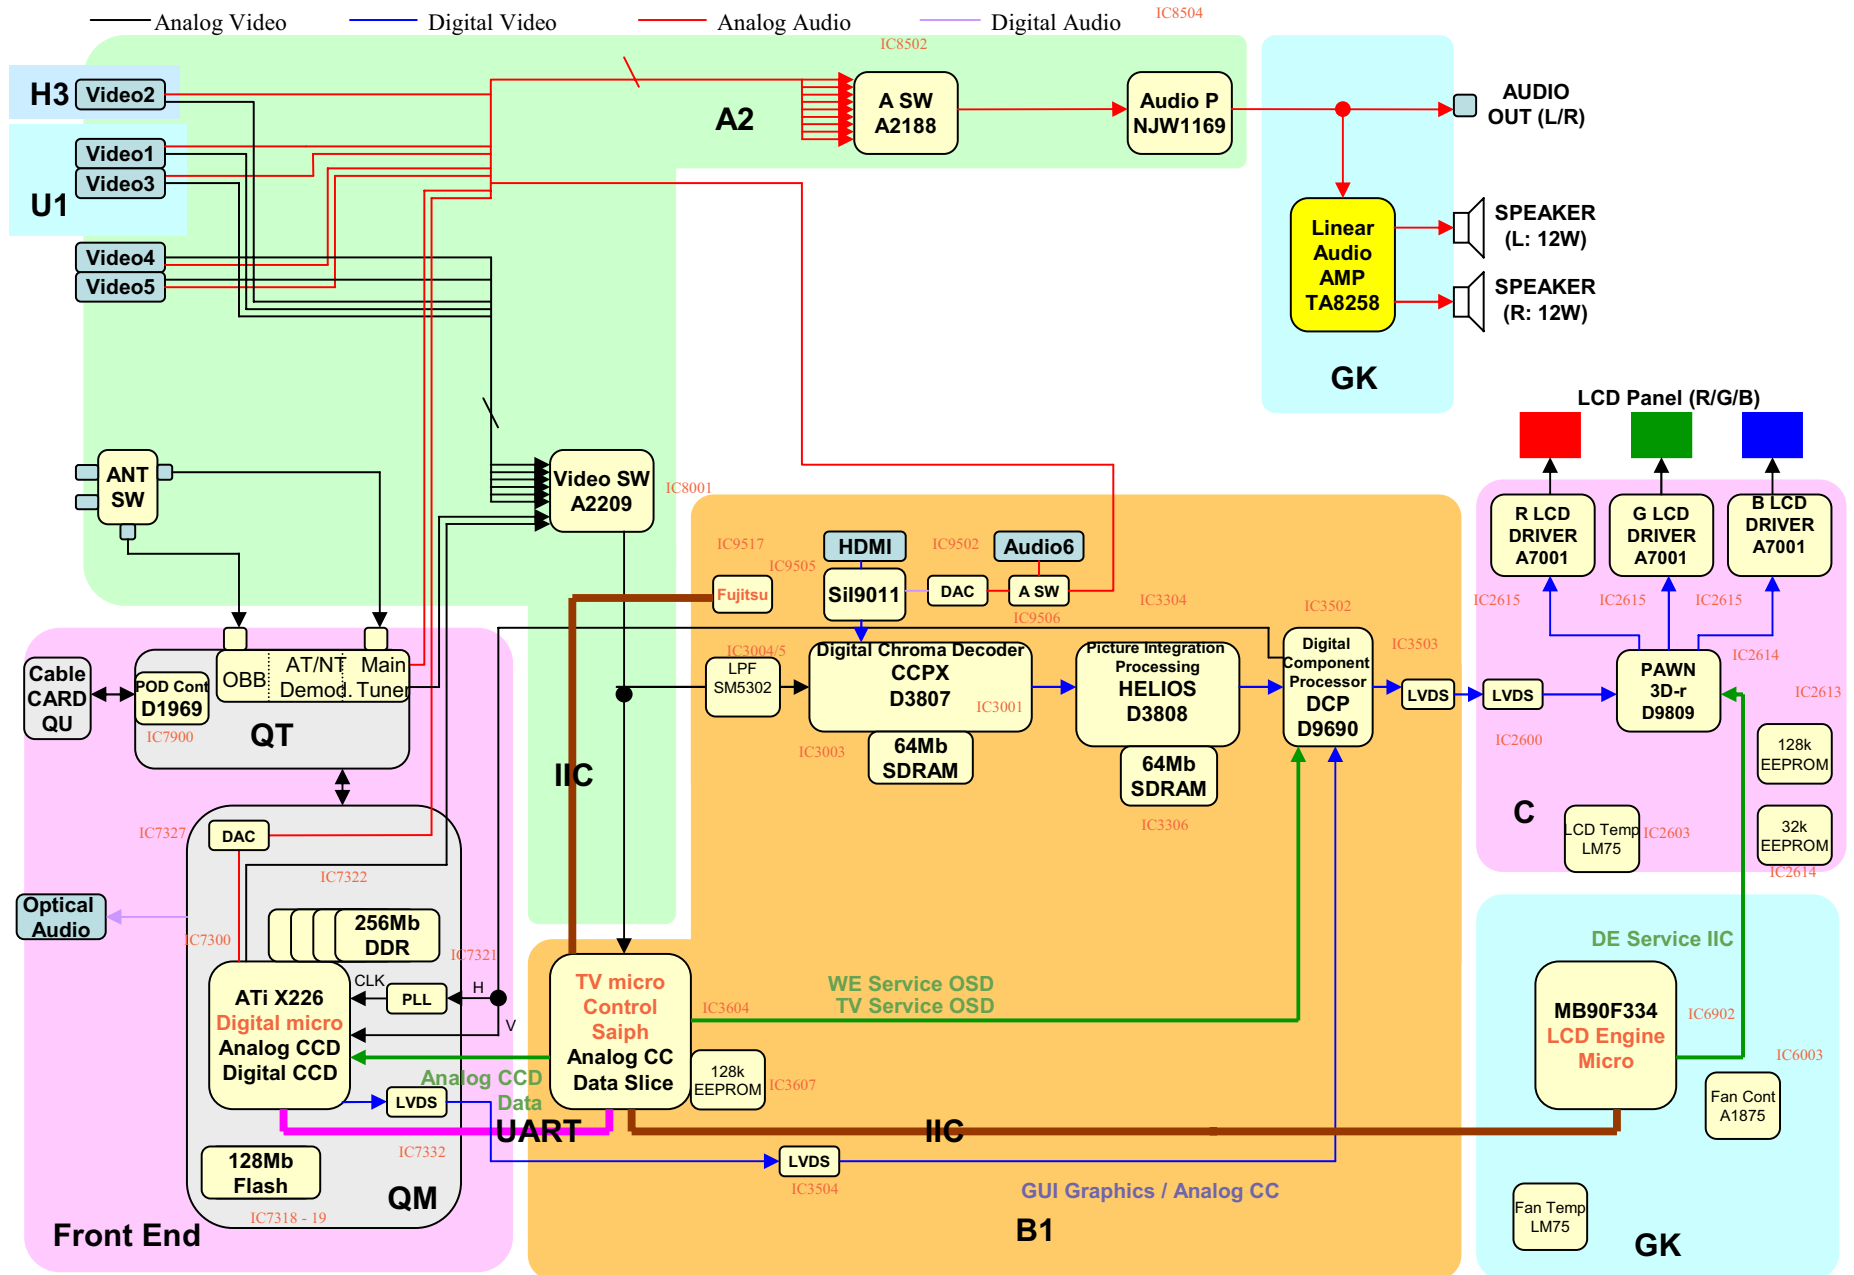 Analog Video
Digital Video
Analog Audio
Digital Audio
IC8504
IC8502
H3
Video2
U1
Video1
Video3
Video4
Video5
A2
A SW
A2188
Audio P
NJW1169
AUDIO
OUT (L/R)
Linear
Audio
AMP
TA8258
SPEAKER
(L: 12W)
SPEAKER
(R: 12W)
GK
LCD Panel (R/G/B)
ANT
SW
Video SW
A2209
IC8001
R LCD
DRIVER
A7001
G LCD
DRIVER
A7001
B LCD
DRIVER
A7001
IC2615
IC2615
IC2615
IC9517
Fujitsu
IC9505
HDMI
SiI9011
IC9502
DAC
Audio6
A SW
IC9506
IC3304
IC3502
IC3503
IC3004/5
LPF
SM5302
Digital Chroma Decoder
CCPX
D3807
IC3001
IC3003
64Mb
SDRAM
Picture Integration
Processing
HELIOS
D3808
64Mb
SDRAM
IC3306
Digital
Component
Processor
DCP
D9690
LVDS
LVDS
IC2600
PAWN
3D-r
D9809
IC2614
IC2613
128k
EEPROM
32k
EEPROM
IC2614
C
LCD Temp
LM75
IC2603
Cable
CARD
QU
POD Cont
D1969
IC7900
OBB
AT/NT
Demod.
Main
Tuner
QT
IIC
IC7327
DAC
IC7322
Optical
Audio
IC7300
256Mb
DDR
IC7321
CLK
PLL
H
V
ATi X226
Digital micro
Analog CCD
Digital CCD
LVDS
IC7332
128Mb
Flash
IC7318 - 19
QM
Front End
Analog CCD
Data
UART
TV micro
Control
Saiph
Analog CC
Data Slice
IC3604
128k
EEPROM
IC3607
WE Service OSD
TV Service OSD
IIC
LVDS
IC3504
GUI Graphics / Analog CC
B1
DE Service IIC
MB90F334
LCD Engine
Micro
IC6902
IC6003
Fan Cont
A1875
Fan Temp
LM75
GK